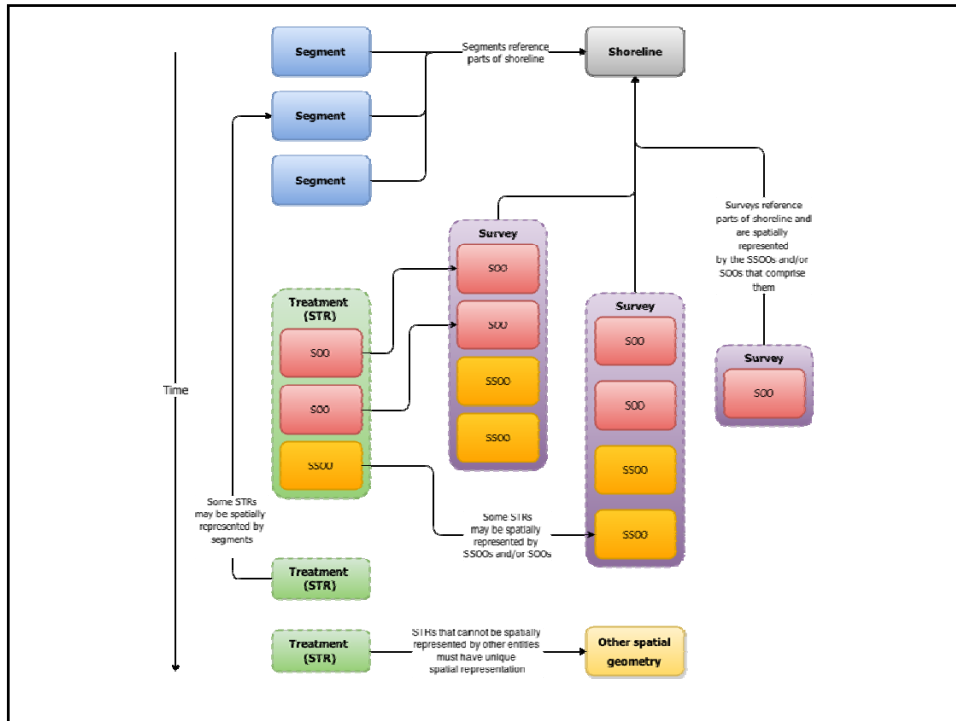 Segment
Segments reference
parts of shoreline
Shoreline
Segment
Segment
Surveys reference
parts of shoreline and
are spatially
represented
by the SSOOs and/or
SOOs that comprise
them
Survey
SOO
SOO
SSOO
SSOO
Treatment
(STR)
SOO
SOO
SSOO
Survey
SOO
SOO
SSOO
SSOO
Survey
SOO
Time
Some STRs
may be spatially
represented by
segments
Some STRs
may be spatially
represented by
SSOOs and/or SOOs
Treatment
(STR)
Treatment
(STR)
STRs that cannot be spatially
represented by other entities
must have unique
spatial representation
Other spatial
geometry